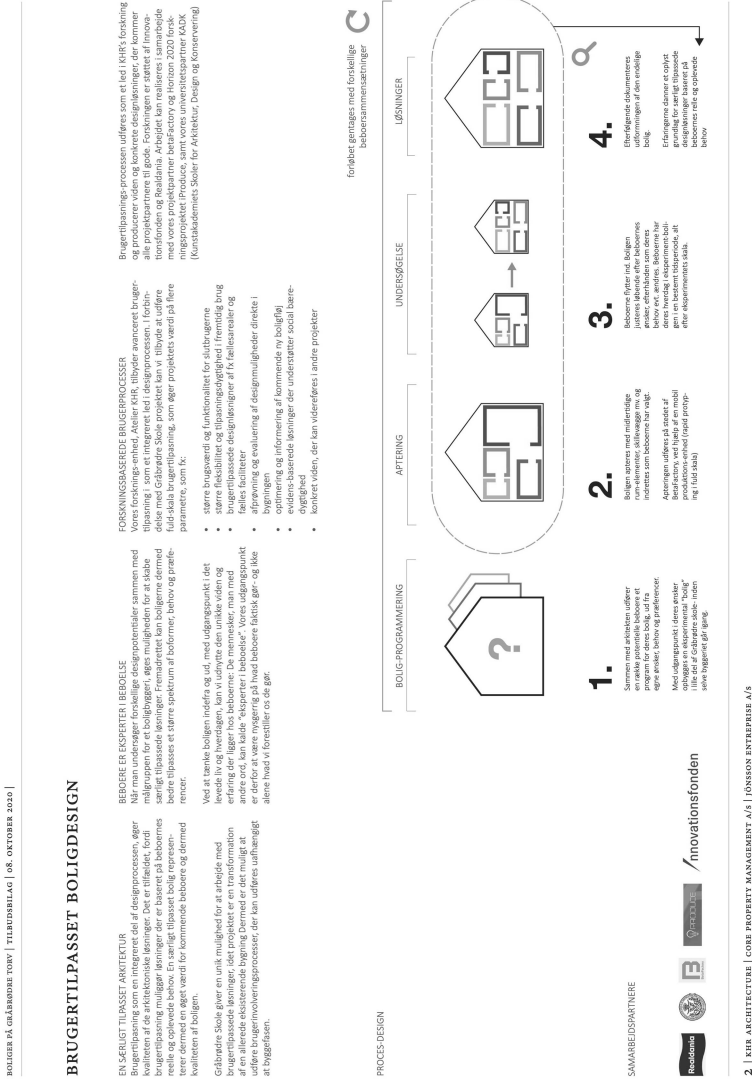 BOLIGER PÅ GRÅBRØDRE TORV | TILBUDSBILAG | 08. OKTOBER 2020 |
BRUGERTILPASSET BOLIGDESIGN
EN SÆRLIGT TILPASSET ARKITEKTUR
Brugertilpasning som en integreret del af designprocessen, øger
kvaliteten af de arkitektoniske løsninger. Det er tilfældet, fordi
brugertilpasning muliggør løsninger der er baseret på beboernes
reelle og oplevede behov. En særligt tilpasset bolig represen-
terer dermed en øget værdi for kommende beboere og dermed
kvaliteten af boligen.
Gråbrødre Skole giver en unik mulighed for at arbejde med
brugertilpassede løsninger, idet projektet er en transformation
af en allerede eksisterende bygning Dermed er det muligt at
udføre brugerinvolveringsprocesser, der kan udføres uafhængigt
at byggefasen.
BEBOERE ER EKSPERTER I BEBOELSE
Når man undersøger forskellige designpotentialer sammen med
målgruppen for et boligbyggeri, øges muligheden for at skabe
særligt tilpassede løsninger. Fremadrettet kan boligerne dermed
bedre tilpasses et større spektrum af boformer, behov og præfe-
rencer.
Ved at tænke boligen indefra og ud, med udgangspunkt i det
levede liv og hverdagen, kan vi udnytte den unikke viden og
erfaring der ligger hos beboerne: De mennesker, man med
andre ord, kan kalde "eksperter i beboelse". Vores udgangspunkt
er derfor at være nysgerrig på hvad beboere faktisk gør- og ikke
alene hvad vi forestiller os de gør.
FORSKNINGSBASEREDE BRUGERPROCESSER
Vores forsknings-enhed, Atelier KHR, tilbyder avanceret bruger-
tilpasning i som et integreret led i designprocessen. I forbin-
delse med Gråbrødre Skole projektet kan vi tilbyde at udføre
fuld-skala brugertilpasning, som øger projektets værdi på flere
parametre, som fx:
• større brugsværdi og funktionalitet for slutbrugerne
• større fleksibilitet og tilpasningsdygtighed i fremtidig brug
• brugertilpassede designløsnigner af fx fællesarealer og
fælles faciliteter
• afprøvning og evaluering af designmuligheder direkte i
bygningen
• optimering og informering af kommende ny boligfløj
• evidens-baserede løsninger der understøtter social bære-
dygtighed
• konkret viden, der kan videreføres i andre projekter
Brugertilpasnings-processen udføres som et led i KHR's forskning
og producerer viden og konkrete designløsninger, der kommer
alle projektpartnere til gode. Forskningen er støttet af Innova-
tionsfonden og Realdania. Arbejdet kan realiseres i samarbejde
med vores projektpartner betaFactory og Horizon 2020 forsk-
ningsprojektet iProduce, samt vores universitetspartner KADK
(Kunstakademiets Skoler for Arkitektur, Design og Konservering)
PROCES-DESIGN
forløbet gentages med forskellige
beboersammensætninger
BOLIG-PROGRAMMERING
APTERING
UNDERSØGELSE
LØSNINGER
?
1.
Sammen med arkitekten udfører
en række potentielle beboere et
program for deres bolig, ud fra
egne ønsker, behov og præferencer.
Med udgangspunkt i deres ønsker
opbygges en eksperimental "bolig"
i lille del af Gråbrødre skole- inden
selve byggeriet går igang.
2.
Boligen apteres med midlertidige
rum-elementer, skillevægge mv. og
indrettes som beboerne har valgt.
Apteringen udføres på stedet af
BetaFactory, ved hjælp af en mobil
produktions-enhed (rapid protyp-
ing i fuld skala)
3.
Beboerne flytter ind. Boligen
justeres løbende efter beboernes
ønsker, efterhånden som deres
behov evt. ændres. Beboerne har
deres hverdag i eksperiment-boli-
gen i en bestemt tidsperiode, alt
efter eksperimentets skala.
4.
Efterfølgende dokumenteres
udformningen af den endelige
bolig.
Erfaringerne danner et oplyst
grundlag for særligt tilpassede
designløsninger baseret på
beboernes relle og oplevede
behov
SAMARBEJDSPARTNERE
Realdania
B
iPRODUCE
innovationsfonden
2 | KHR ARCHITECTURE | CORE PROPERTY MANAGEMENT A/S | JÖNSSON ENTREPRISE A/S